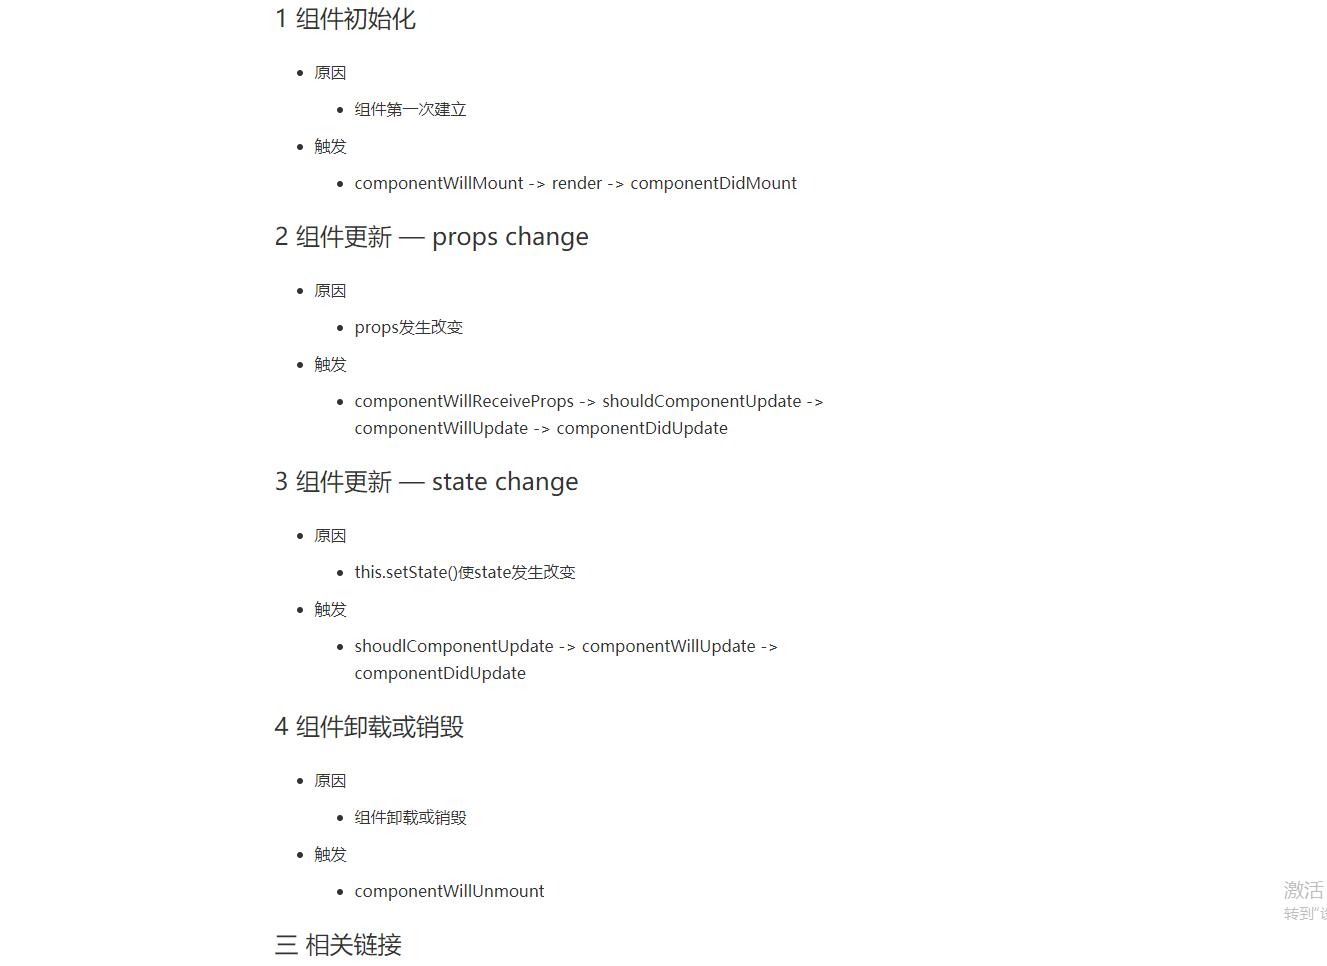 1 组件初始化
原因
组件第一次建立
触发
componentWillMount -> render -> componentDidMount
2 组件更新 — props change
原因
props发生改变
触发
componentWillReceiveProps -> shouldComponentUpdate ->
componentWillUpdate -> componentDidUpdate
3 组件更新 — state change
原因
this.setState()使state发生改变
触发
shoudlComponentUpdate -> componentWillUpdate ->
componentDidUpdate
4 组件卸载或销毁
原因
组件卸载或销毁
触发
componentWillUnmount
激活
转到“
三 相关链接